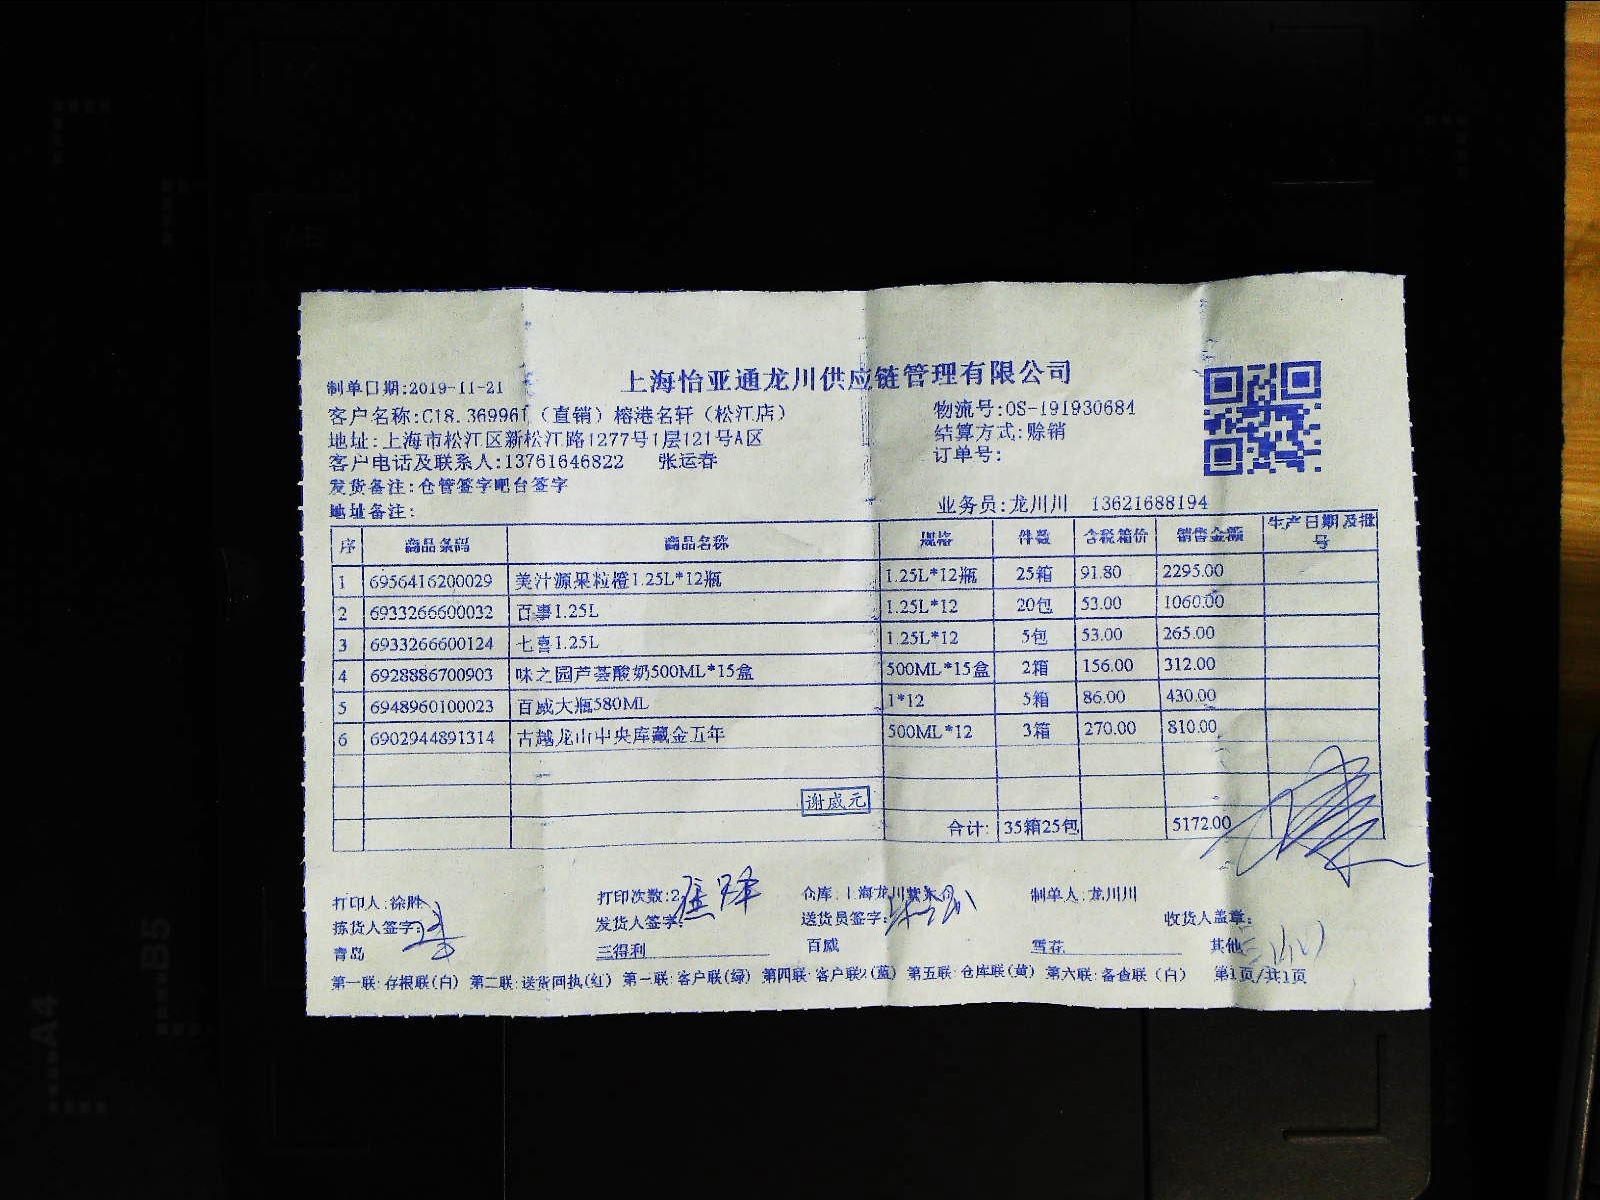 上海怡亚通龙川供应链管理有限公司
制单日期:2019-11-21
客户名称:C18.369961（直销）榕港名轩（松江店） 物流号:OS-191930684
地址:上海市松江区新松江路1277号1层121号A区 结算方式:赊销
客户电话及联系人:13761646822 张运春 订单号:
发货备注:仓管签字吧台签字
地址备注: 业务员:龙川川 13621688194
序 商品条码 商品名称 规格 件数 含税箱价 销售金额 生产日期及批号
1 6956416200029 美汁源果粒橙1.25L*12瓶 1.25L*12瓶 25箱 91.80 2295.00
2 6933266600032 百事1.25L 1.25L*12 20包 53.00 1060.00
3 6933266600124 七喜1.25L 1.25L*12 5包 53.00 265.00
4 6928886700903 味之园芦荟酸奶500ML*15盒 500ML*15盒 2箱 156.00 312.00
5 6948960100023 百威大瓶580ML 1*12 5箱 86.00 430.00
6 6902944891314 古越龙山中央库藏金五年 500ML*12 3箱 270.00 810.00
谢威元
合计: 35箱25包 5172.00
打印人:徐胜 打印次数:2 仓库:上海龙川 制单人:龙川川
拣货人签字: 发货人签字: 送货员签字: 收货人盖章:
青岛 三得利 百威 雪花 其他
第一联:存根联(白) 第二联:送货回执(红) 第三联:客户联(绿) 第四联:客户联2(蓝) 第五联:仓库联(黄) 第六联:备查联(白) 第1页/共1页
A4
B5